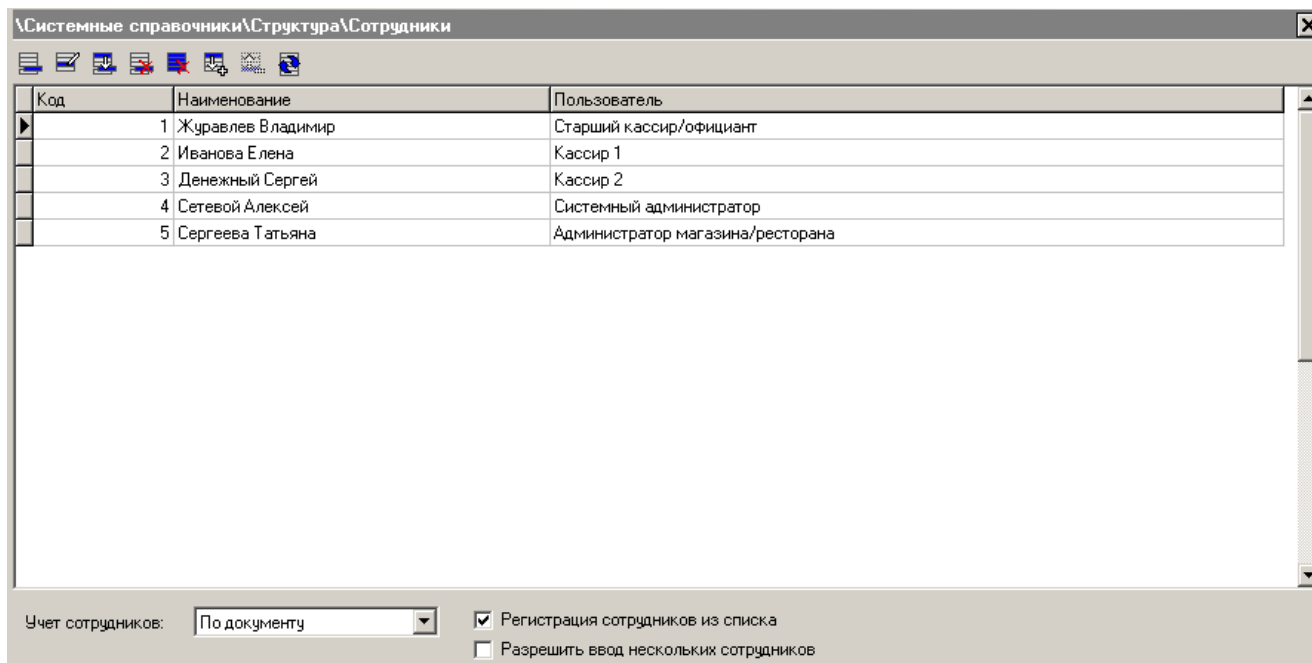 \Системные справочники\Структура\Сотрудники
Код Наименование Пользователь
1 Журавлев Владимир Старший кассир/официант
2 Иванова Елена Кассир 1
3 Денежный Сергей Кассир 2
4 Сетевой Алексей Системный администратор
5 Сергеева Татьяна Администратор магазина/ресторана
Учет сотрудников: По документу Регистрация сотрудников из списка
Разрешить ввод нескольких сотрудников